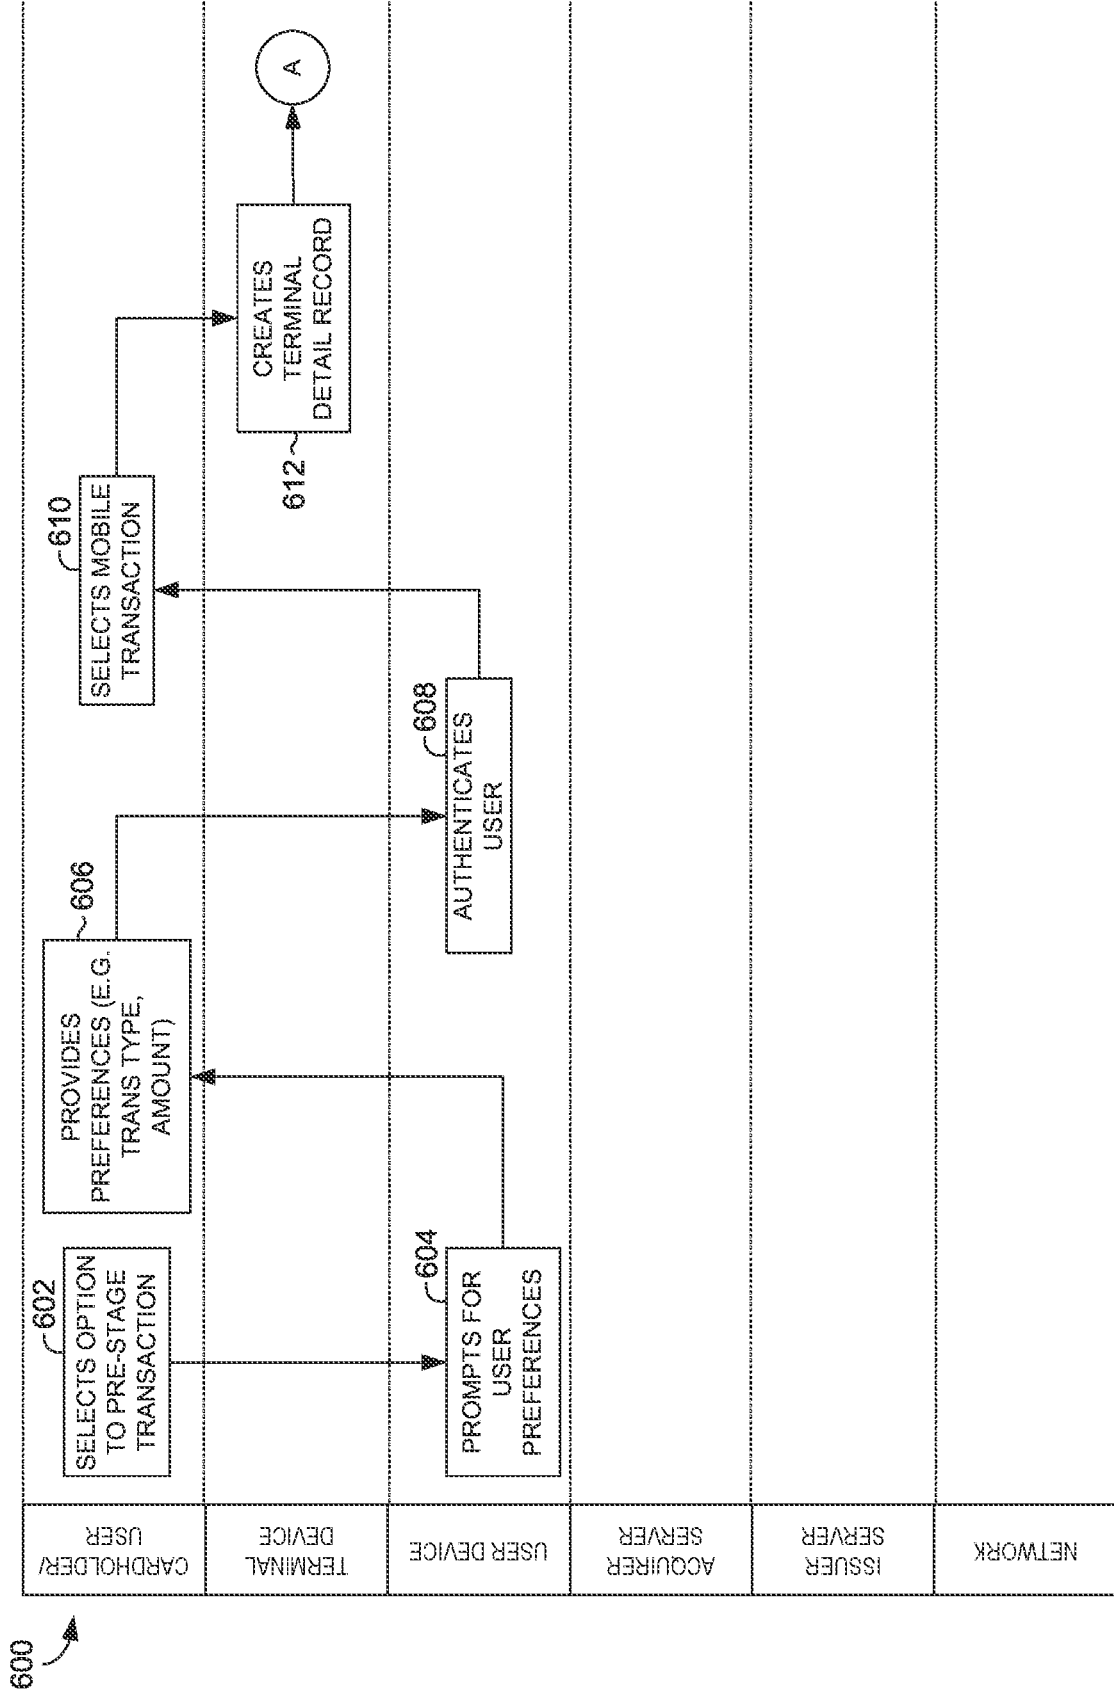 600
CARDHOLDER/
USER
TERMINAL
DEVICE
USER DEVICE
ACQUIRER
SERVER
ISSUER
SERVER
NETWORK
602
SELECTS OPTION
TO PRE-STAGE
TRANSACTION
604
PROMPTS FOR
USER
PREFERENCES
606
PROVIDES
PREFERENCES (E.G.
TRANS TYPE,
AMOUNT)
608
AUTHENTICATES
USER
610
SELECTS MOBILE
TRANSACTION
612
CREATES
TERMINAL
DETAIL RECORD
A